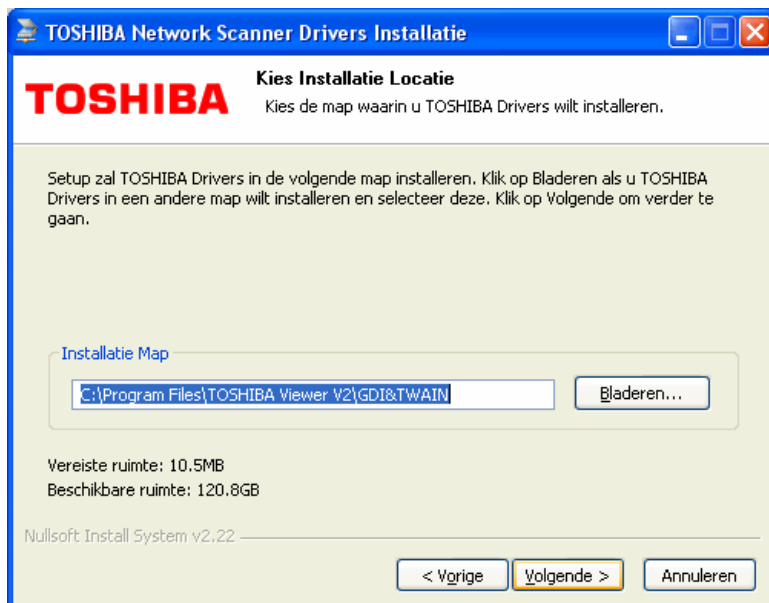 TOSHIBA Network Scanner Drivers Installatie
TOSHIBA
Kies Installatie Locatie
Kies de map waarin u TOSHIBA Drivers wilt installeren.
Setup zal TOSHIBA Drivers in de volgende map installeren. Klik op Bladeren als u TOSHIBA
Drivers in een andere map wilt installeren en selecteer deze. Klik op Volgende om verder te
gaan.
Installatie Map
C:\Program Files\TOSHIBA Viewer V2\GDI&TWAIN
Bladeren...
Vereiste ruimte: 10.5MB
Beschikbare ruimte: 120.8GB
Nullsoft Install System v2.22
< Vorige
Volgende >
Annuleren